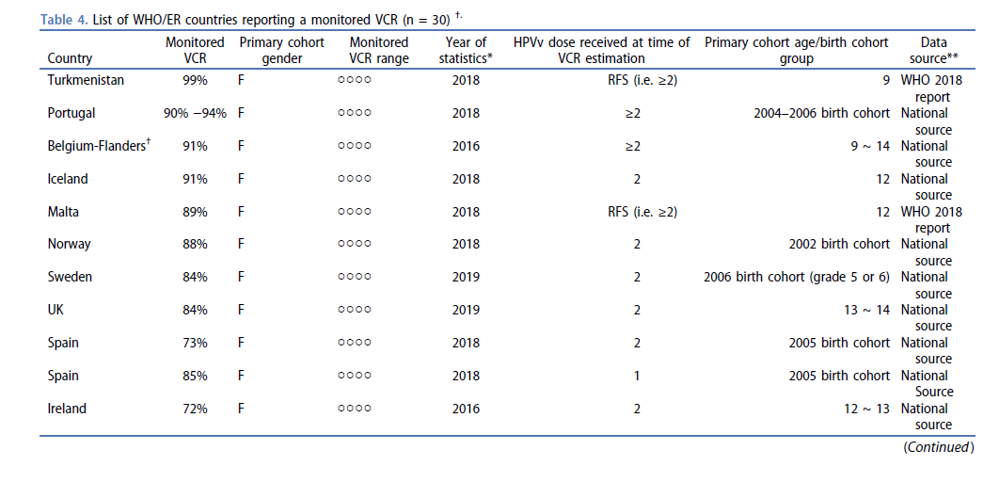 Table 4. List of WHO/ER countries reporting a monitored VCR (n = 30) †.
Country Monitored VCR Primary cohort gender Monitored VCR range Year of statistics* HPVv dose received at time of VCR estimation Primary cohort age/birth cohort group Data source**
Turkmenistan 99% F ○○○○ 2018 RFS (i.e. ≥2) 9 WHO 2018 report
Portugal 90% –94% F ○○○○ 2018 ≥2 2004–2006 birth cohort National source
Belgium-Flanders† 91% F ○○○○ 2016 ≥2 9 ~ 14 National source
Iceland 91% F ○○○○ 2018 2 12 National source
Malta 89% F ○○○○ 2018 RFS (i.e. ≥2) 12 WHO 2018 report
Norway 88% F ○○○○ 2018 2 2002 birth cohort National source
Sweden 84% F ○○○○ 2019 2 2006 birth cohort (grade 5 or 6) National source
UK 84% F ○○○○ 2019 2 13 ~ 14 National source
Spain 73% F ○○○○ 2018 2 2005 birth cohort National source
Spain 85% F ○○○○ 2018 1 2005 birth cohort National Source
Ireland 72% F ○○○○ 2016 2 12 ~ 13 National source
(Continued)